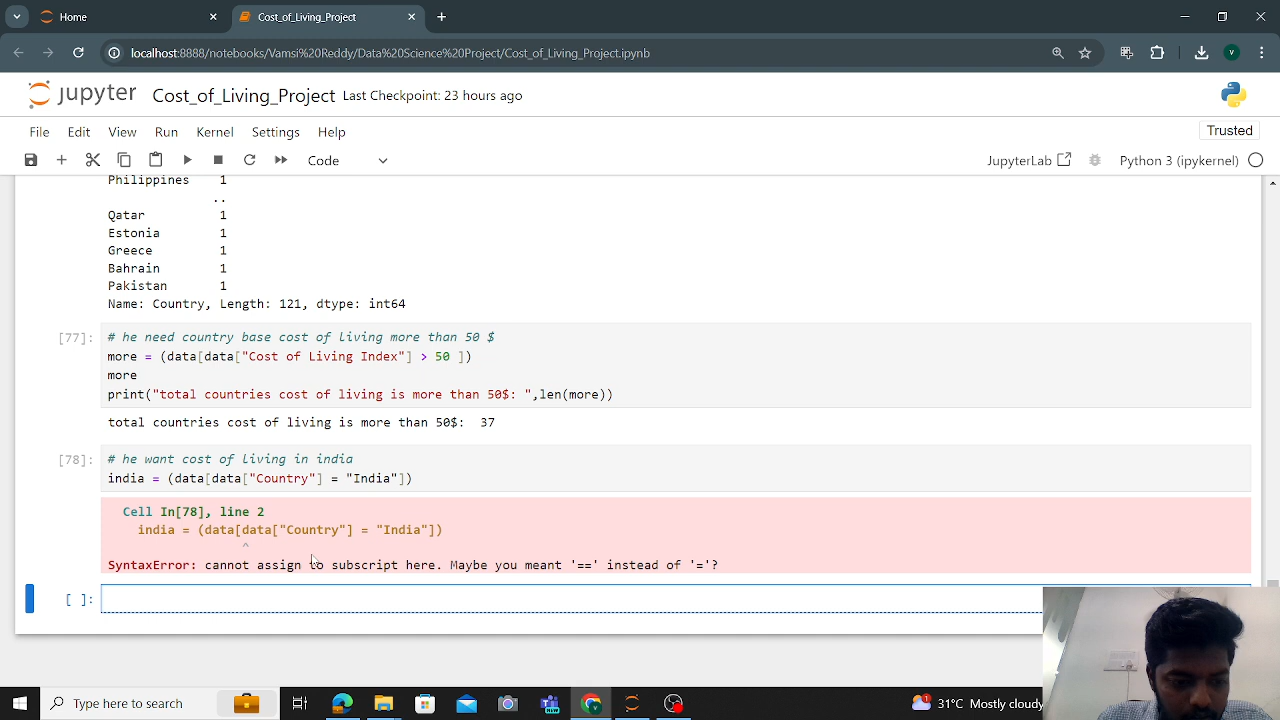 Home
Cost_of_Living_Project
localhost:8888/notebooks/Vamsi%20Reddy/Data%20Science%20Project/Cost_of_Living_Project.ipynb
V
jupyter Cost_of_Living_Project Last Checkpoint: 23 hours ago
File Edit View Run Kernel Settings Help
Trusted
Code
JupyterLab
Python 3 (ipykernel)
Philippines 1
..
Qatar 1
Estonia 1
Greece 1
Bahrain 1
Pakistan 1
Name: Country, Length: 121, dtype: int64
[77]: # he need country base cost of living more than 50 $
more = (data[data["Cost of Living Index"] > 50 ])
more
print("total countries cost of living is more than 50$: ",len(more))
total countries cost of living is more than 50$:  37
[78]: # he want cost of living in india
india = (data[data["Country"] = "India"])
Cell In[78], line 2
india = (data[data["Country"] = "India"])
^
SyntaxError: cannot assign to subscript here. Maybe you meant '==' instead of '='?
[ ]:
Type here to search
NEW
1
31°C Mostly cloudy